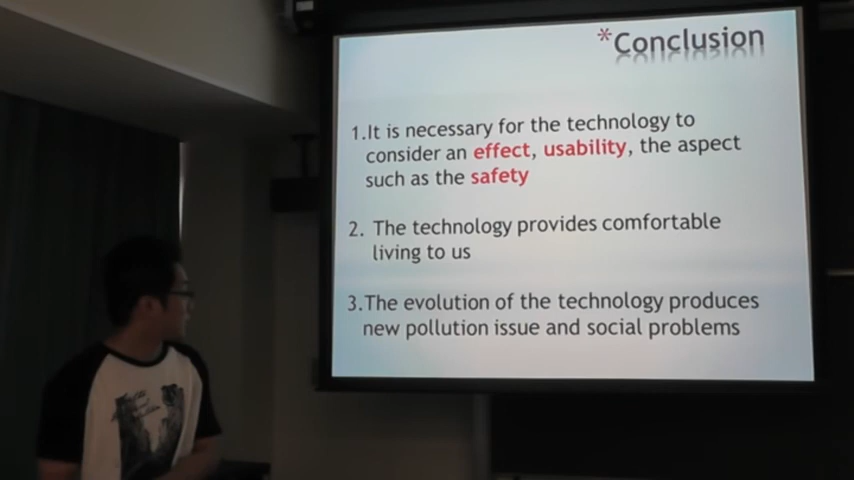 *Conclusion
1.It is necessary for the technology to
consider an effect, usability, the aspect
such as the safety
2. The technology provides comfortable
living to us
3.The evolution of the technology produces
new pollution issue and social problems